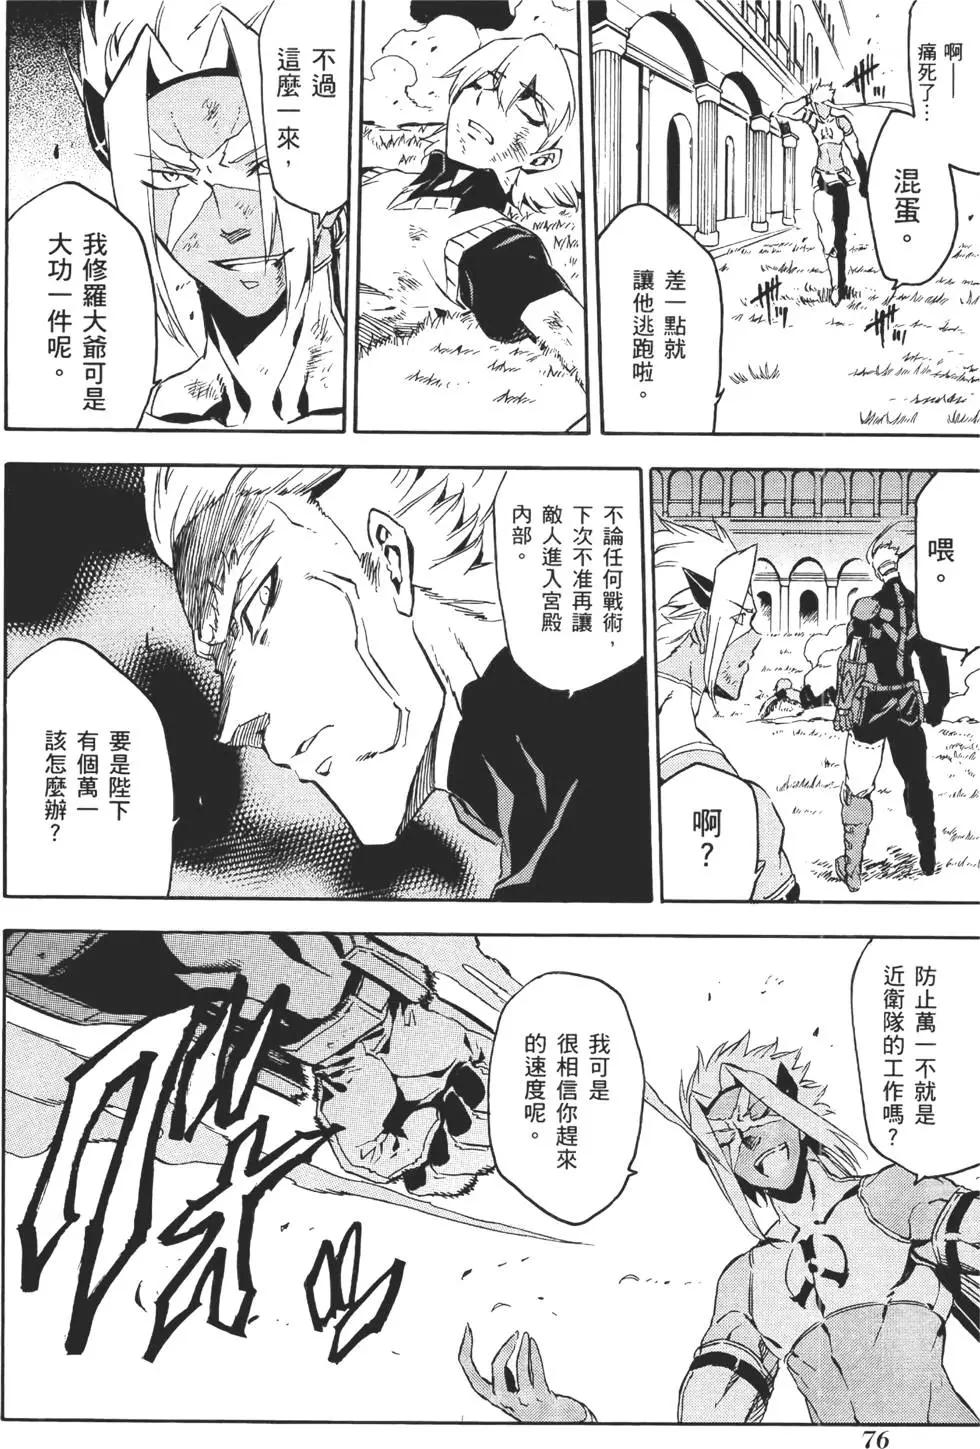 啊——
痛死了…
混蛋。
差一點就
讓他逃跑啦。
不過
這麼一來，
我修羅大爺可是
大功一件呢。
喂。
啊？
不論任何戰術，
下次不准再讓
敵人進入宮殿
內部。
要是陛下
有個萬一
該怎麼辦？
防止萬一不就是
近衛隊的工作嗎？
我可是
很相信你趕來
的速度呢。
76